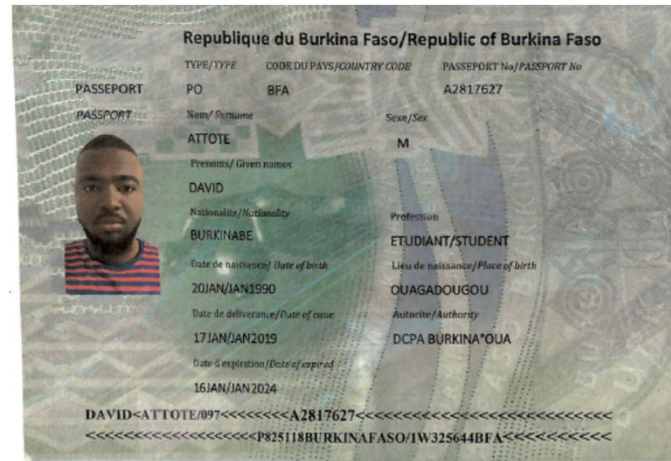 Republique du Burkina Faso/Republic of Burkina Faso
TYPE/TYPE CODE DU PAYS/COUNTRY CODE PASSEPORT No/PASSPORT No
PASSEPORT PO BFA A2817627
PASSPORT Nom/ Surname Sexe/Sex
ATTOTE M
Prenoms/ Given names
DAVID
Nationalite/Nationality Profession
BURKINABE ETUDIANT/STUDENT
Date de naissance/ Date of birth Lieu de naissance/Place of birth
20JAN/JAN1990 OUAGADOUGOU
Date de deliverance/Date of issue Autorite/Authority
17JAN/JAN2019 DCPA BURKINA*OUA
Date d expiration/Date of expired
16JAN/JAN2024
DAVID<ATTOTE/097<<<<<<<<A2817627<<<<<<<<<<<<<<<<<<<<<<<<<<<
<<<<<<<<<<<<<<<<<<P825118BURKINAFASO/1W325644BFA<<<<<<<<<<<